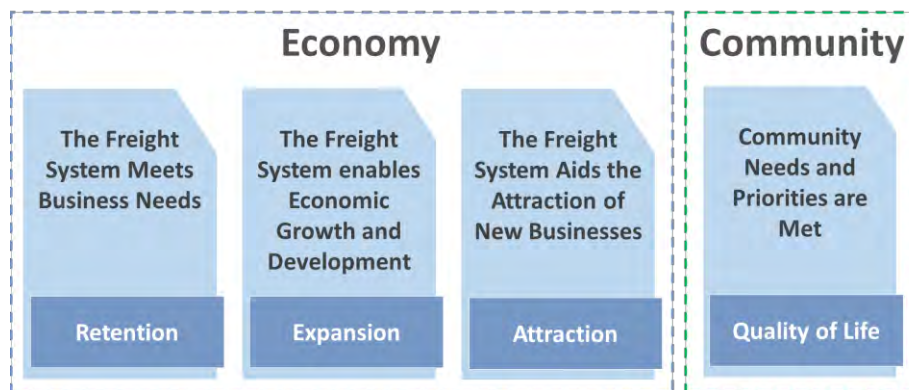 Economy
The Freight
System Meets
Business Needs
Retention
The Freight
System enables
Economic
Growth and
Development
Expansion
The Freight
System Aids the
Attraction of
New Businesses
Attraction
Community
Community
Needs and
Priorities are
Met
Quality of Life